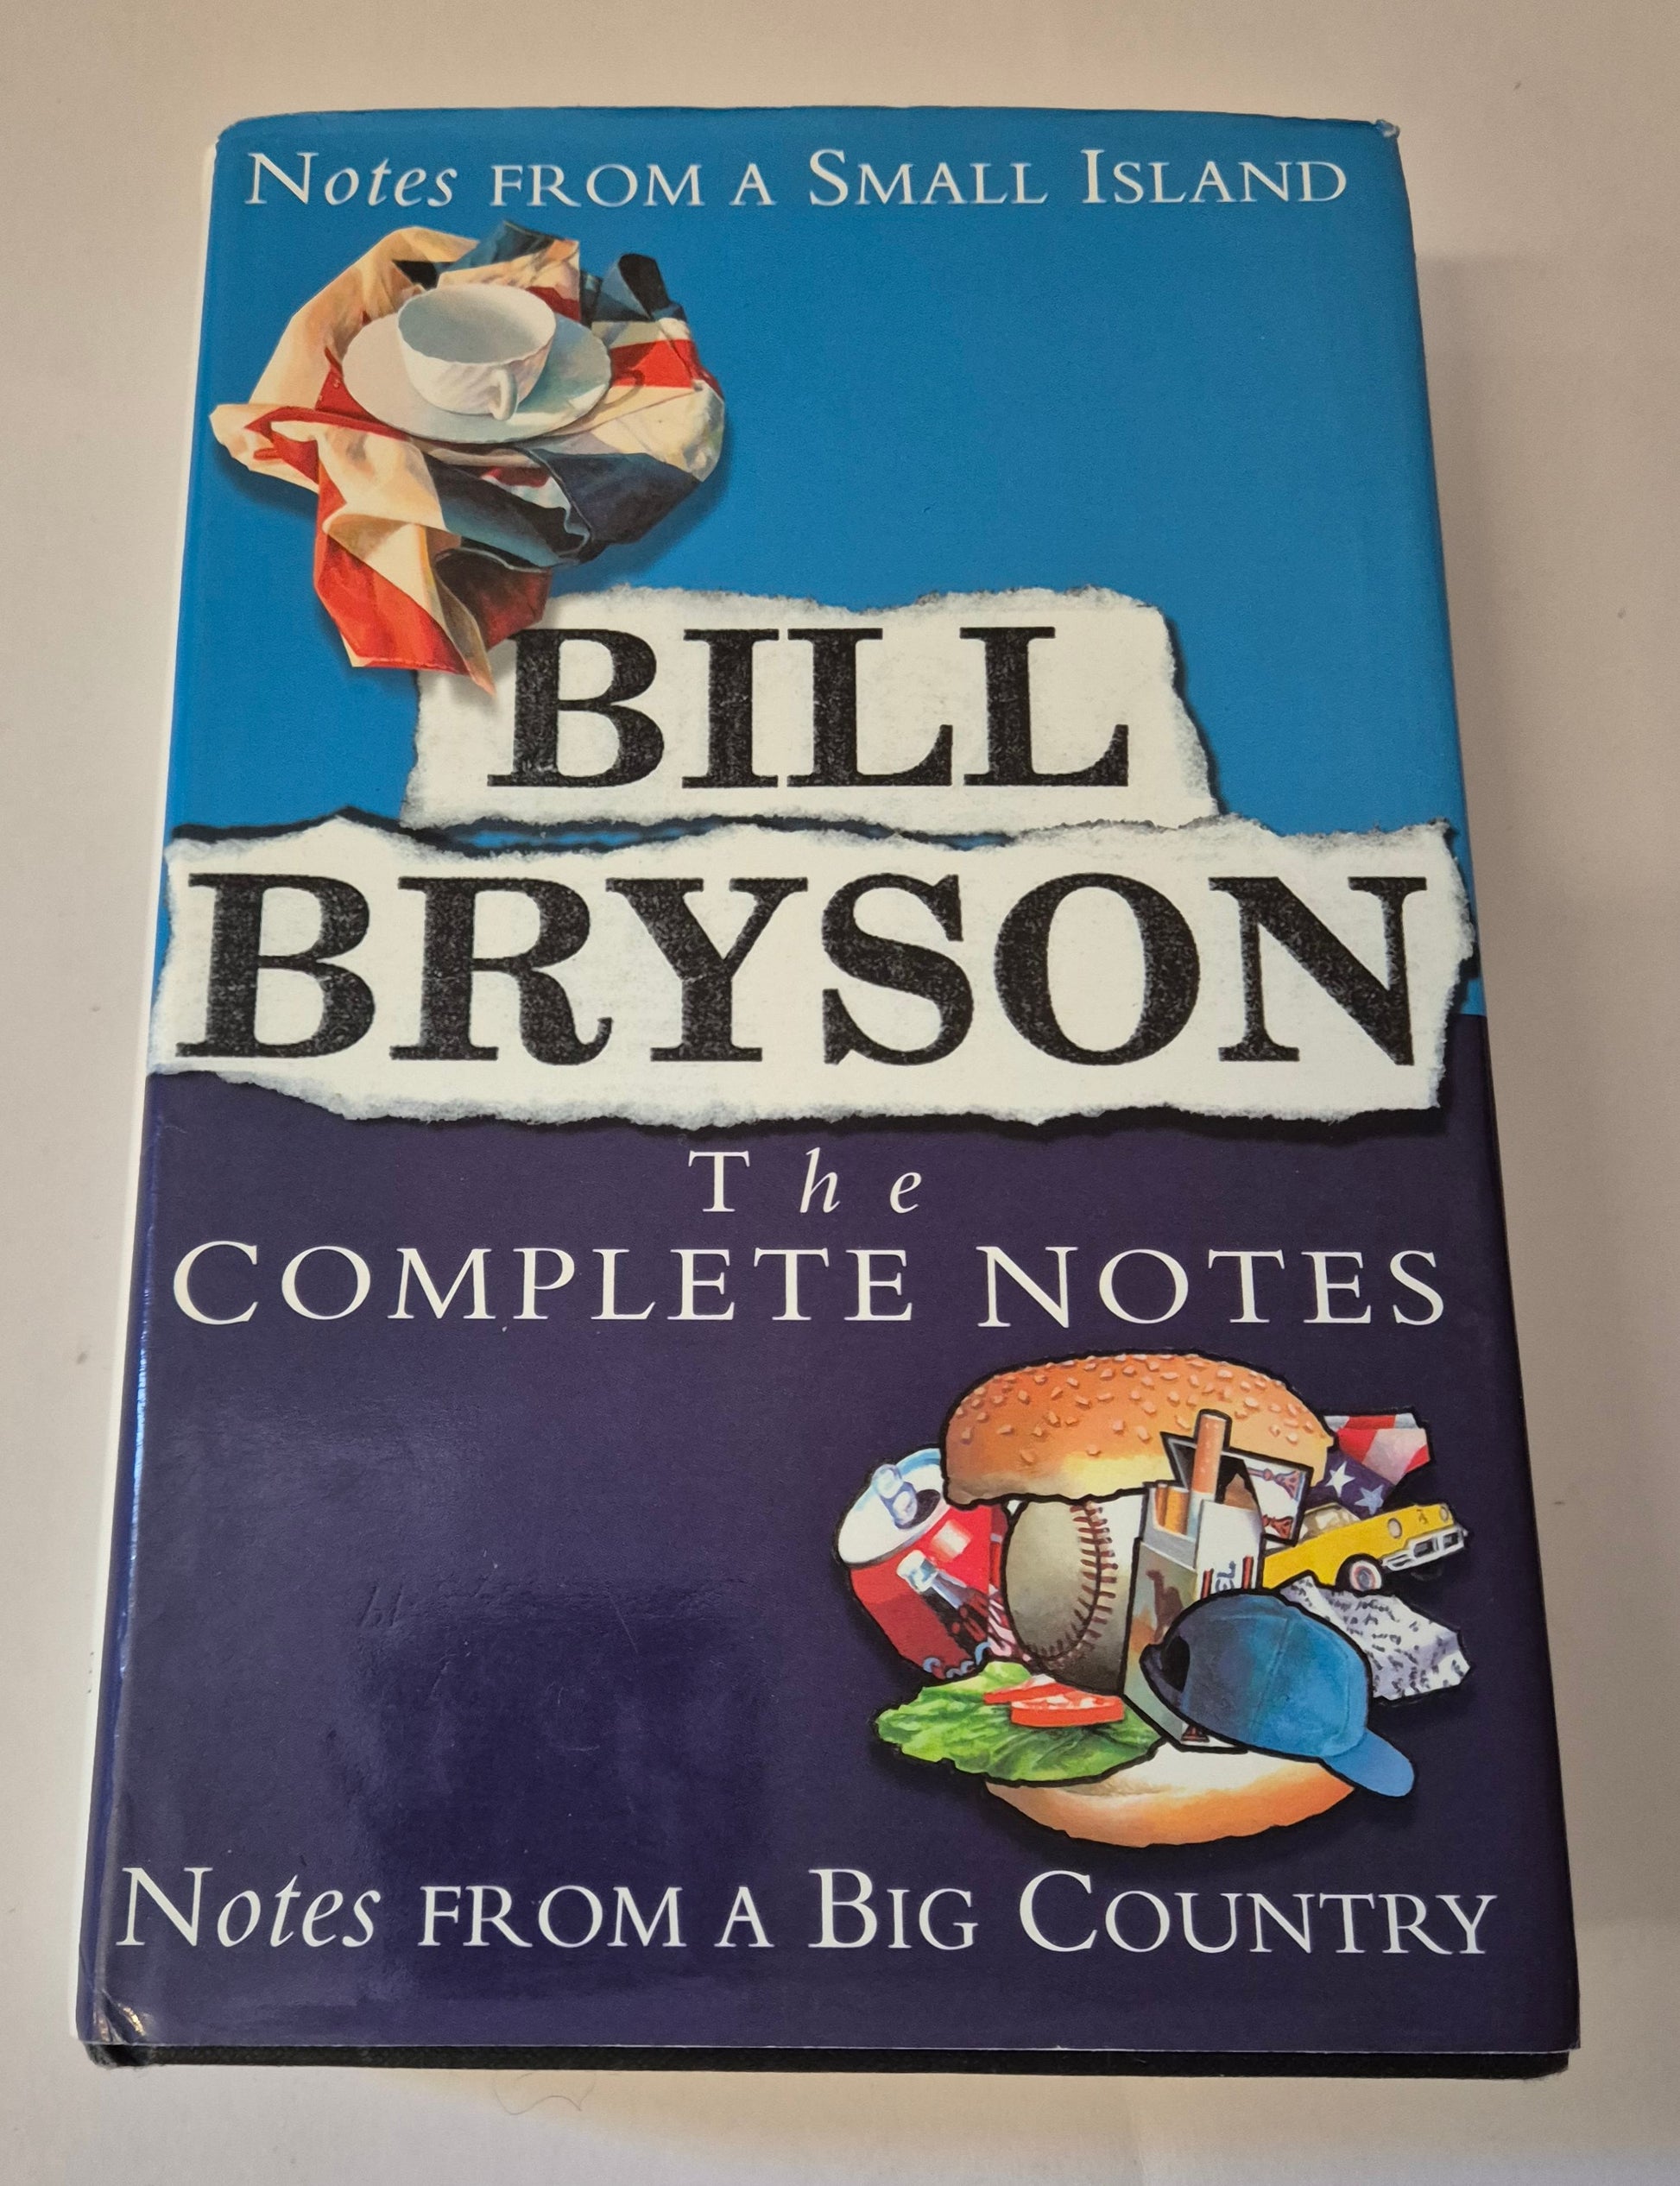 Notes FROM A SMALL ISLAND
BILL
BRYSON
The
COMPLETE NOTES
Notes FROM A BIG COUNTRY